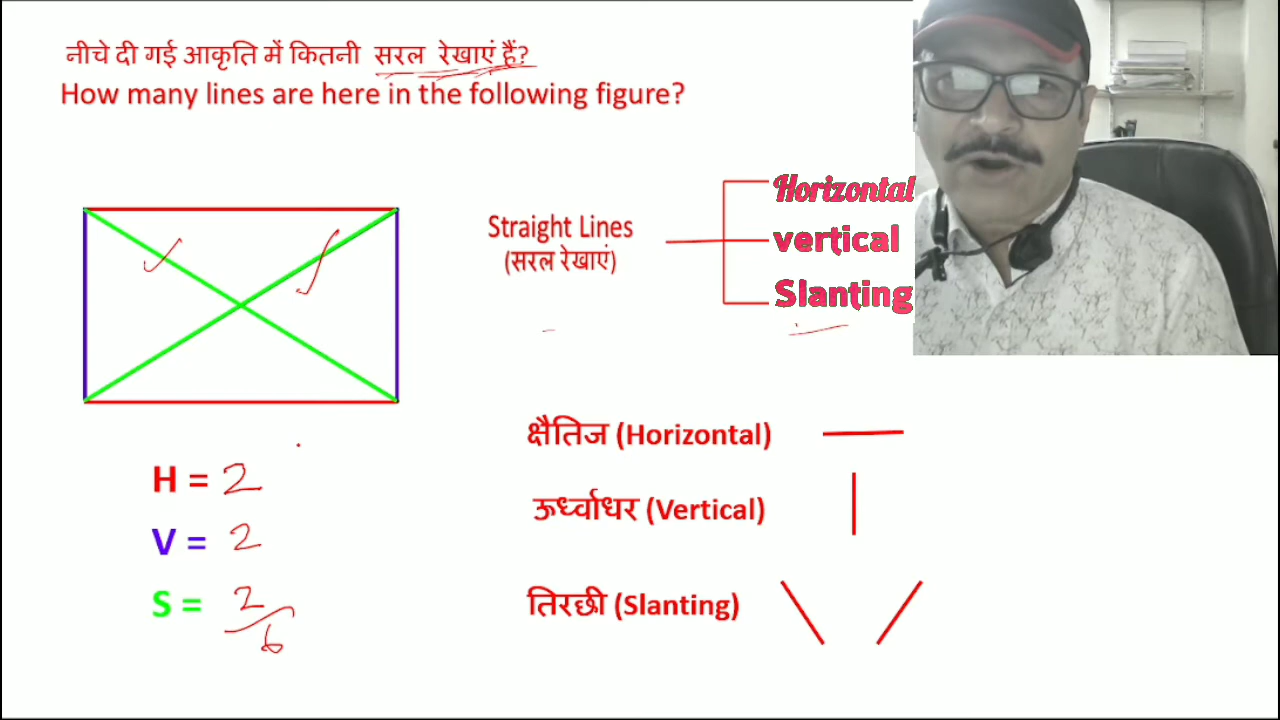 नीचे दी गई आकृति में कितनी सरल रेखाएं हैं?
How many lines are here in the following figure?
Straight Lines
(सरल रेखाएं)
Horizontal
vertical
Slanting
H = 2
V = 2
S = 2
6
क्षैतिज (Horizontal)
ऊर्ध्वाधर (Vertical)
तिरछी (Slanting)